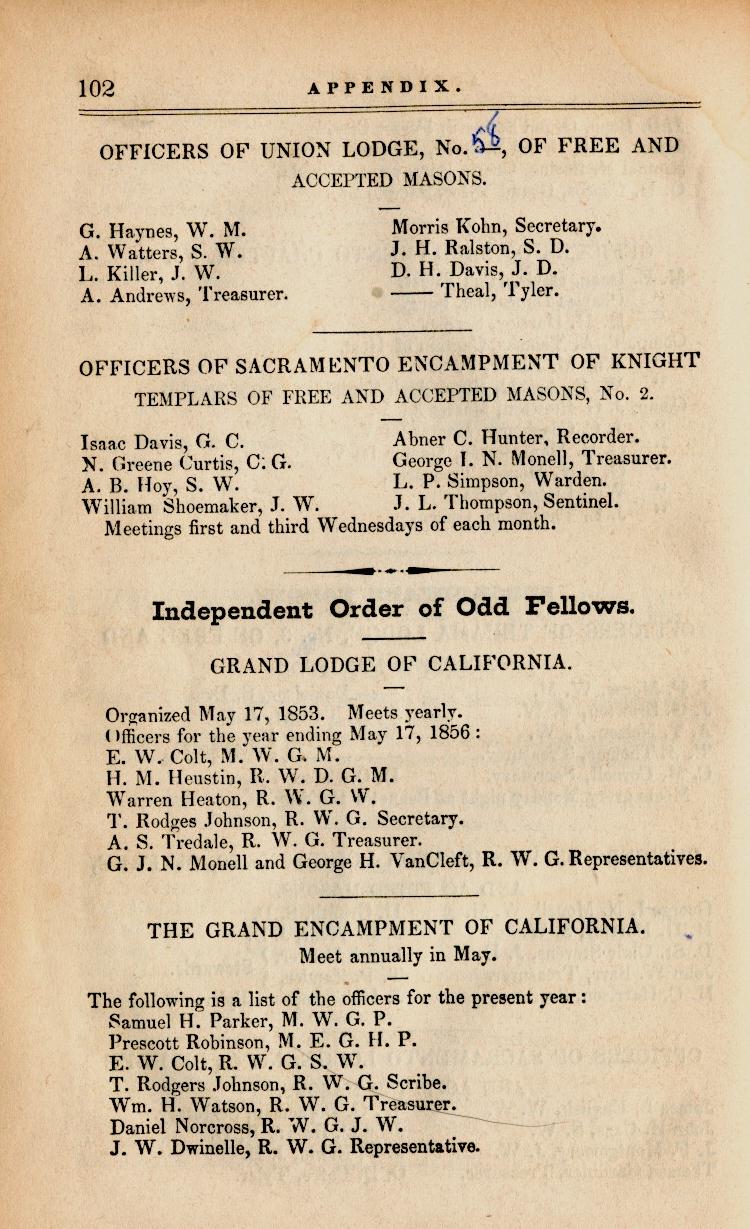 102 APPENDIX.
OFFICERS OF UNION LODGE, No. 58, OF FREE AND
ACCEPTED MASONS.
G. Haynes, W. M.
A. Watters, S. W.
L. Killer, J. W.
A. Andrews, Treasurer.
Morris Kohn, Secretary.
J. H. Ralston, S. D.
D. H. Davis, J. D.
—— Theal, Tyler.
OFFICERS OF SACRAMENTO ENCAMPMENT OF KNIGHT
TEMPLARS OF FREE AND ACCEPTED MASONS, No. 2.
Isaac Davis, G. C.
N. Greene Curtis, C. G.
A. B. Hoy, S. W.
William Shoemaker, J. W.
Abner C. Hunter, Recorder.
George I. N. Monell, Treasurer.
L. P. Simpson, Warden.
J. L. Thompson, Sentinel.
Meetings first and third Wednesdays of each month.
Independent Order of Odd Fellows.
GRAND LODGE OF CALIFORNIA.
Organized May 17, 1853. Meets yearly.
Officers for the year ending May 17, 1856:
E. W. Colt, M. W. G. M.
H. M. Heustin, R. W. D. G. M.
Warren Heaton, R. W. G. W.
T. Rodges Johnson, R. W. G. Secretary.
A. S. Tredale, R. W. G. Treasurer.
G. J. N. Monell and George H. VanCleft, R. W. G. Representatives.
THE GRAND ENCAMPMENT OF CALIFORNIA.
Meet annually in May.
The following is a list of the officers for the present year:
Samuel H. Parker, M. W. G. P.
Prescott Robinson, M. E. G. H. P.
E. W. Colt, R. W. G. S. W.
T. Rodgers Johnson, R. W. G. Scribe.
Wm. H. Watson, R. W. G. Treasurer.
Daniel Norcross, R. W. G. J. W.
J. W. Dwinelle, R. W. G. Representative.